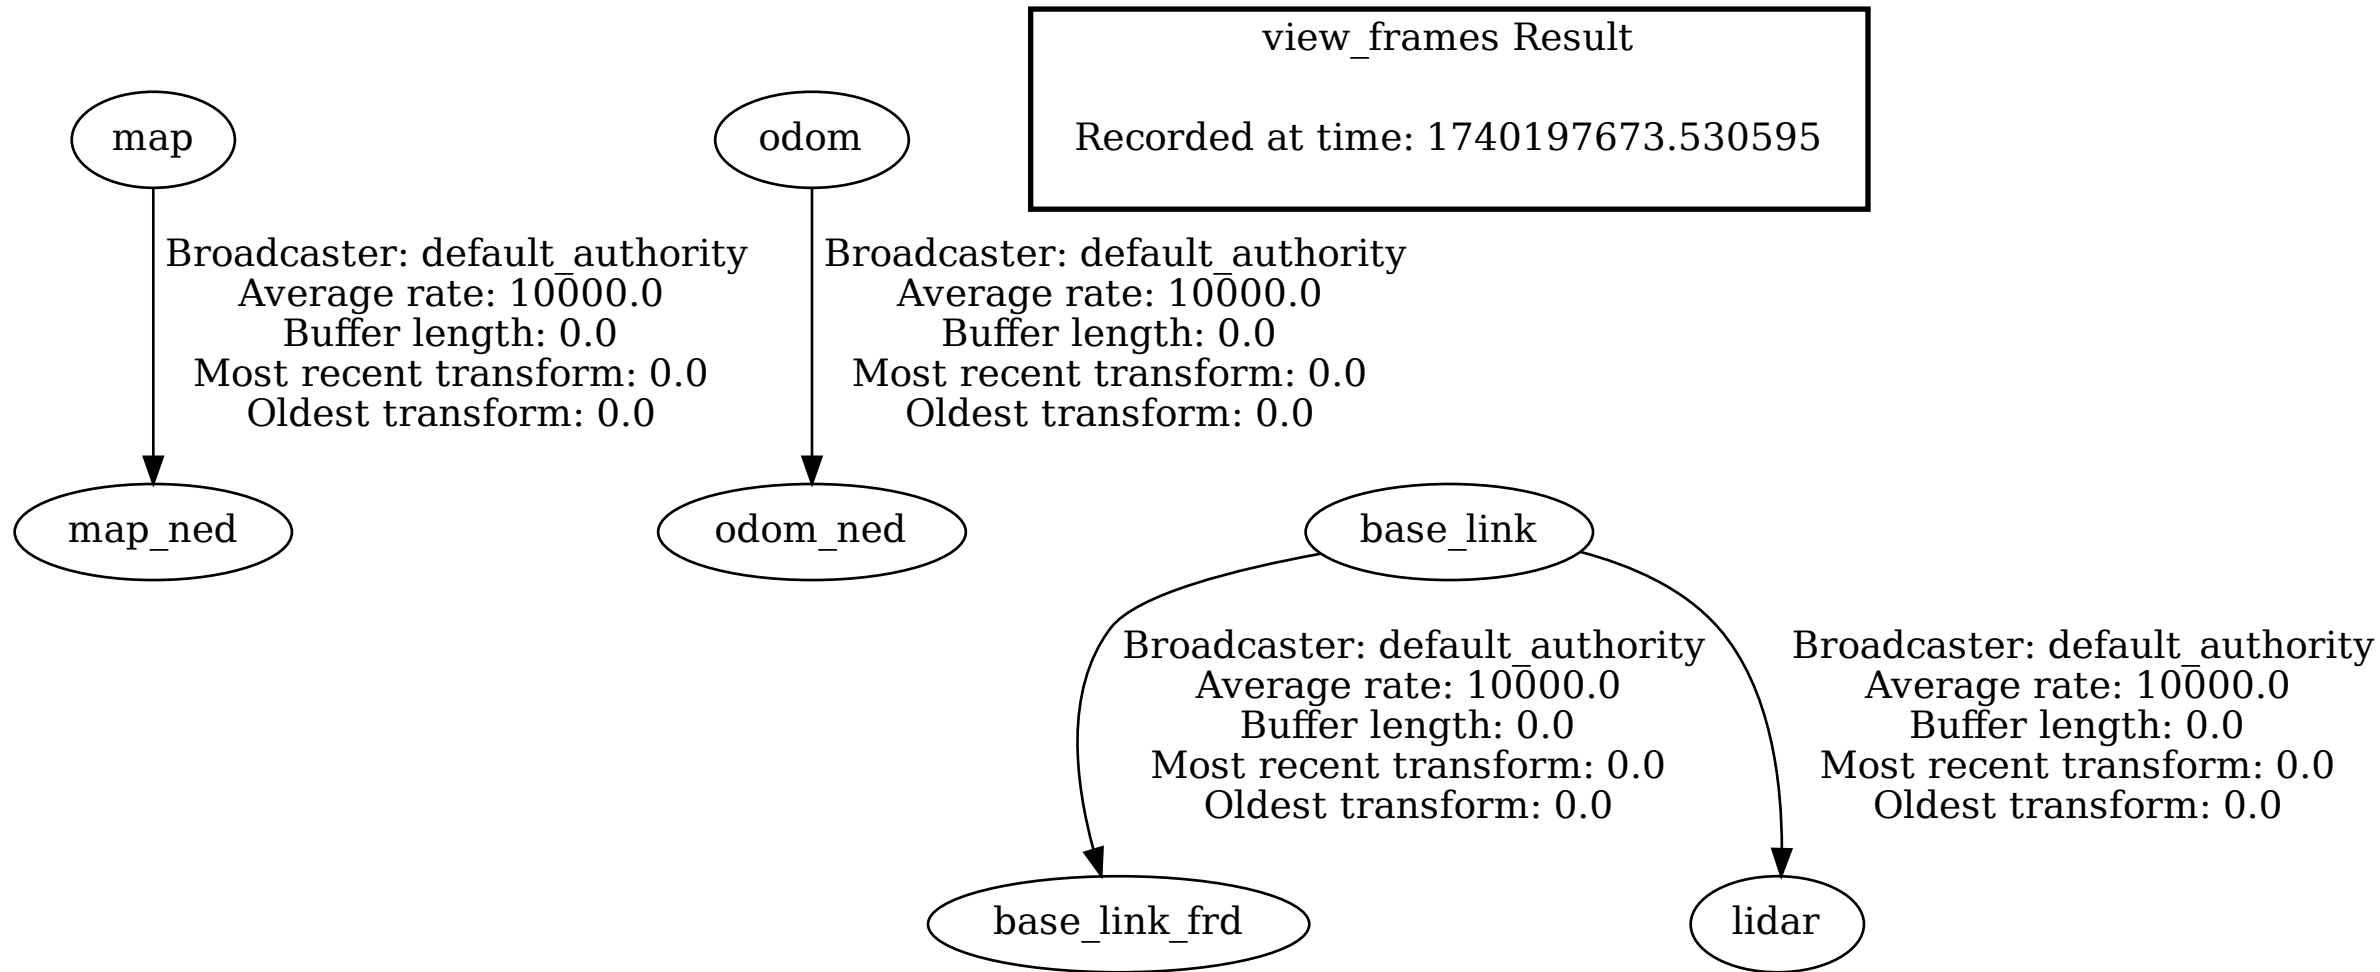 view_frames Result
Recorded at time: 1740197673.530595
map
odom
Broadcaster: default_authority
Average rate: 10000.0
Buffer length: 0.0
Most recent transform: 0.0
Oldest transform: 0.0
Broadcaster: default_authority
Average rate: 10000.0
Buffer length: 0.0
Most recent transform: 0.0
Oldest transform: 0.0
map_ned
odom_ned
base_link
Broadcaster: default_authority
Average rate: 10000.0
Buffer length: 0.0
Most recent transform: 0.0
Oldest transform: 0.0
Broadcaster: default_authority
Average rate: 10000.0
Buffer length: 0.0
Most recent transform: 0.0
Oldest transform: 0.0
base_link_frd
lidar